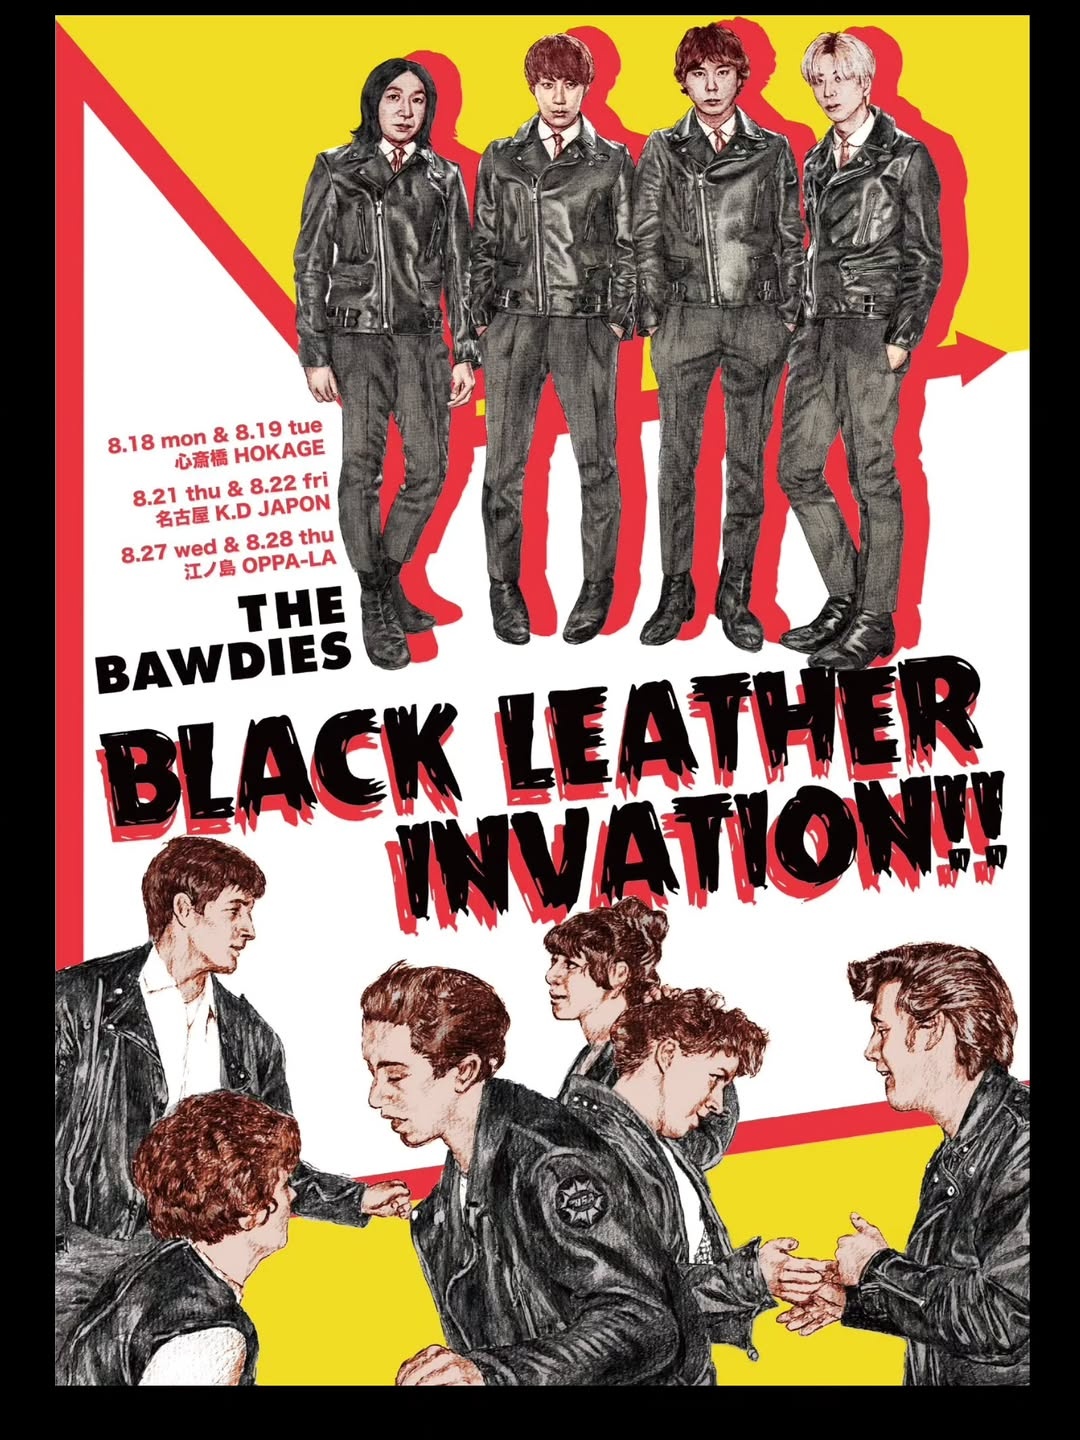 8.18 mon & 8.19 tue
心斎橋 HOKAGE
8.21 thu & 8.22 fri
名古屋 K.D JAPON
8.27 wed & 8.28 thu
江ノ島 OPPA-LA
THE
BAWDIES
BLACK LEATHER
INVATION!!